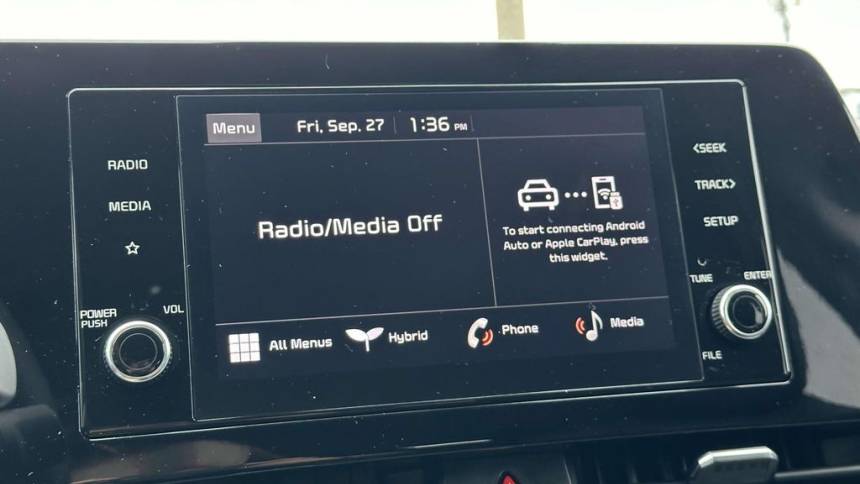 Menu Fri, Sep. 27 1:36 PM
RADIO
MEDIA
POWER
PUSH
VOL
Radio/Media Off
To start connecting Android
Auto or Apple CarPlay, press
this widget.
All Menus Hybrid Phone Media
<SEEK
TRACK>
SETUP
TUNE
ENTER
FILE